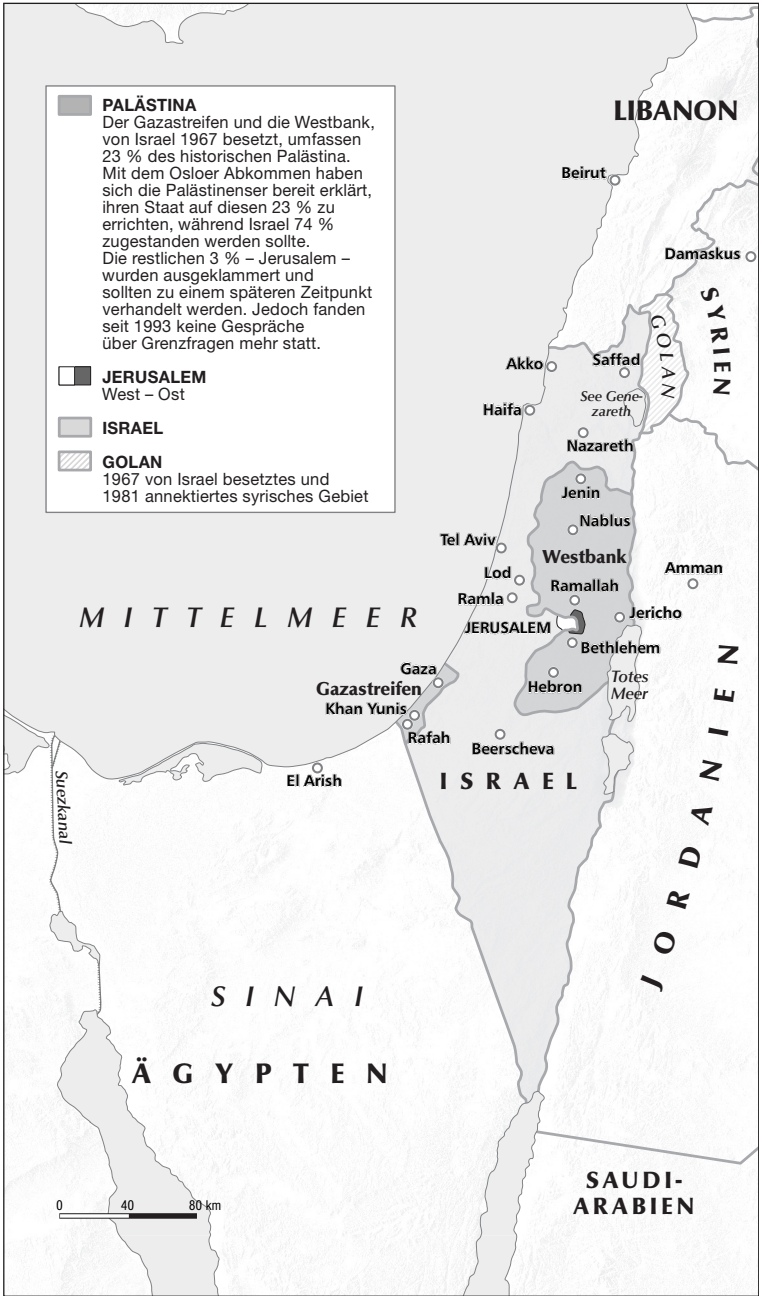 PALÄSTINA
Der Gazastreifen und die Westbank,
von Israel 1967 besetzt, umfassen
23 % des historischen Palästina.
Mit dem Osloer Abkommen haben
sich die Palästinenser bereit erklärt,
ihren Staat auf diesen 23 % zu
errichten, während Israel 74 %
zugestanden werden sollte.
Die restlichen 3 % – Jerusalem –
wurden ausgeklammert und
sollten zu einem späteren Zeitpunkt
verhandelt werden. Jedoch fanden
seit 1993 keine Gespräche
über Grenzfragen mehr statt.
JERUSALEM
West – Ost
ISRAEL
GOLAN
1967 von Israel besetztes und
1981 annektiertes syrisches Gebiet
LIBANON
Beirut
Damaskus
SYRIEN
GOLAN
Akko
Saffad
See Gene-
zareth
Haifa
Nazareth
Jenin
Nablus
Tel Aviv
Westbank
Lod
Amman
Ramallah
Ramla
MITTELMEER
Jericho
JERUSALEM
Bethlehem
Gaza
Totes
Meer
Gazastreifen
Hebron
Khan Yunis
Rafah
Beerscheva
El Arish
ISRAEL
JORDANIEN
Suezkanal
SINAI
ÄGYPTEN
SAUDI-
ARABIEN
0 40 80 km